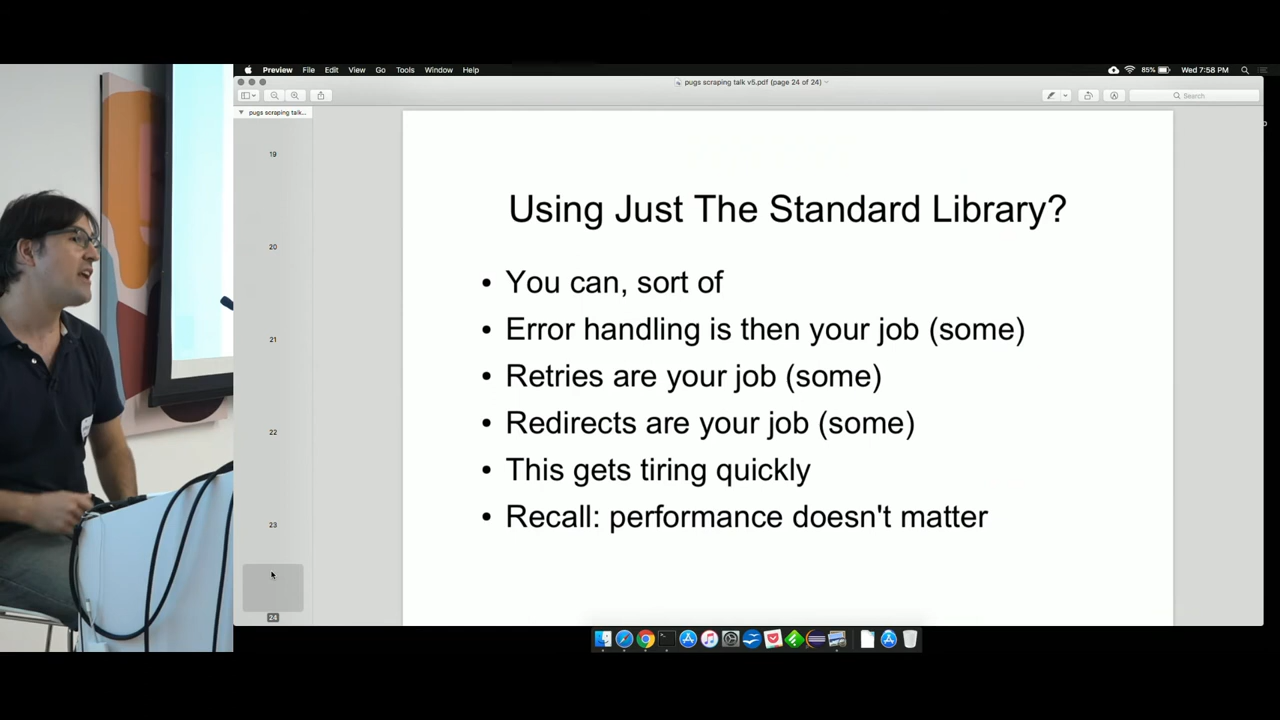 Preview File Edit View Go Tools Window Help
85% Wed 7:58 PM
pugs scraping talk v5.pdf (page 24 of 24)
Search
pugs scraping talk...
19
20
21
22
23
24
Using Just The Standard Library?
• You can, sort of
• Error handling is then your job (some)
• Retries are your job (some)
• Redirects are your job (some)
• This gets tiring quickly
• Recall: performance doesn't matter